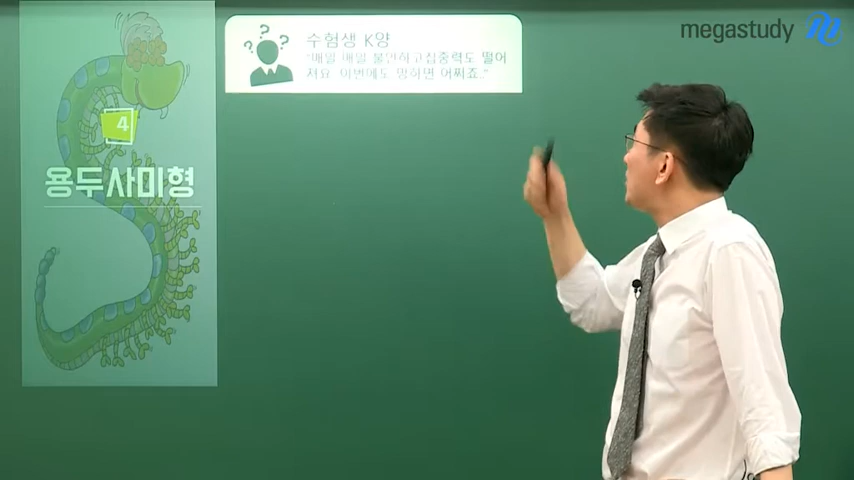 megastudy
수험생 K양
"매일 매일 불안하고 집중력도 떨어
져요. 이번에도 망하면 어쩌죠.."
4
용두사미형